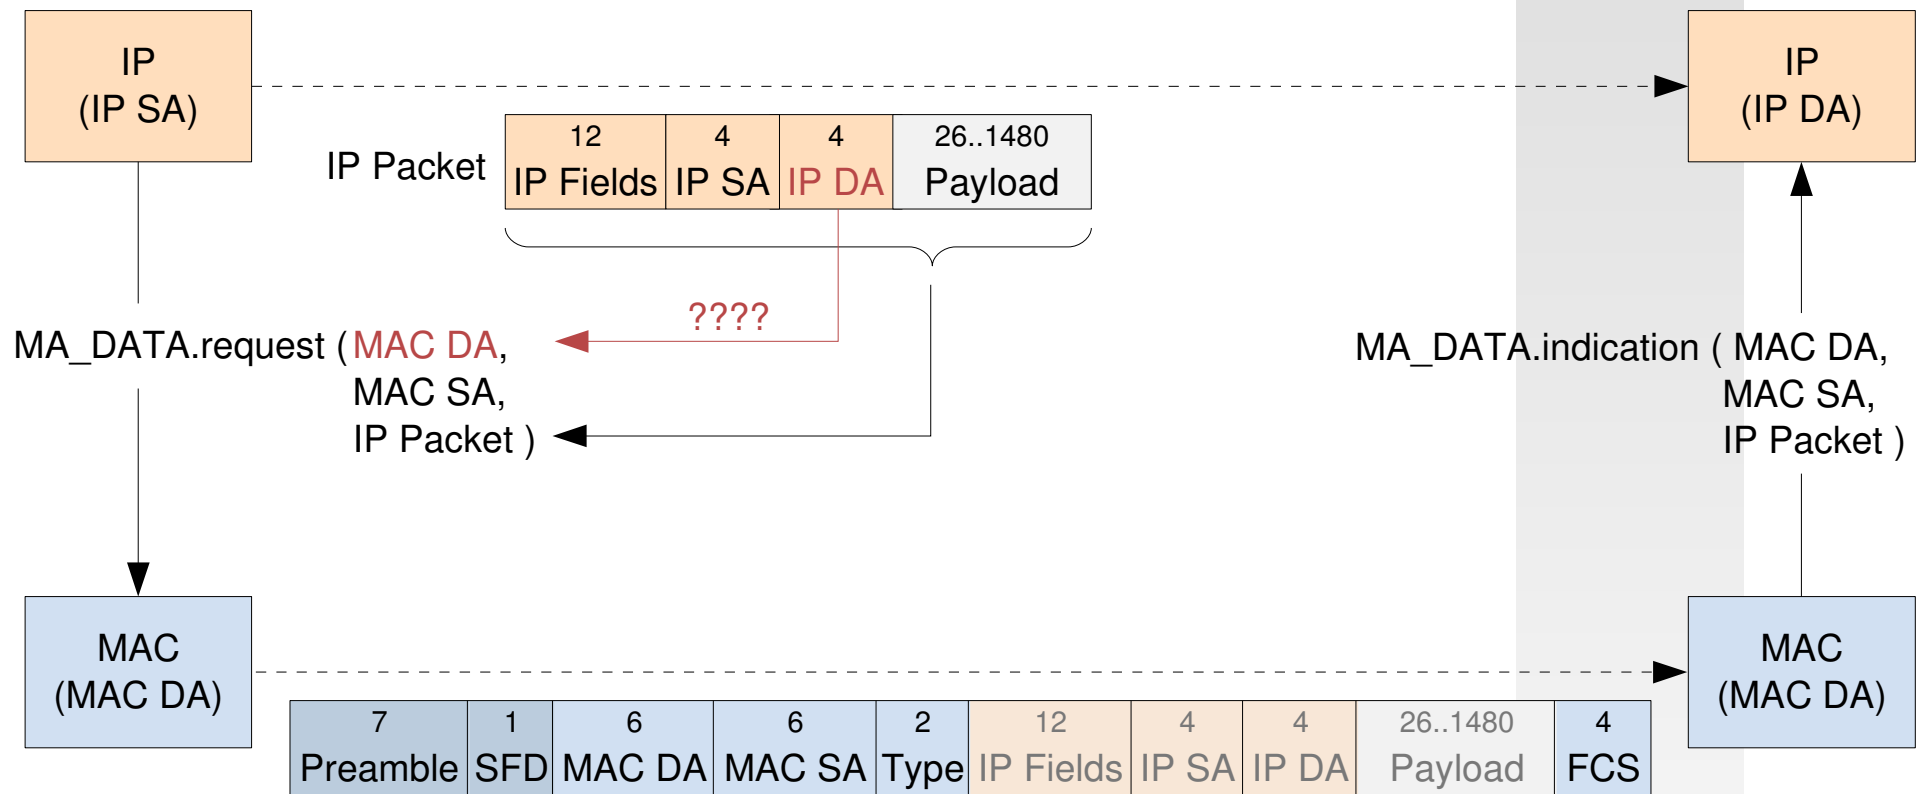 IP
(IP SA)
IP
(IP DA)
IP Packet
12 4 4 26..1480
IP Fields IP SA IP DA Payload
????
MA_DATA.request ( MAC DA,
MAC SA,
IP Packet )
MA_DATA.indication ( MAC DA,
MAC SA,
IP Packet )
MAC
(MAC DA)
MAC
(MAC DA)
7 1 6 6 2 12 4 4 26..1480 4
Preamble SFD MAC DA MAC SA Type IP Fields IP SA IP DA Payload FCS